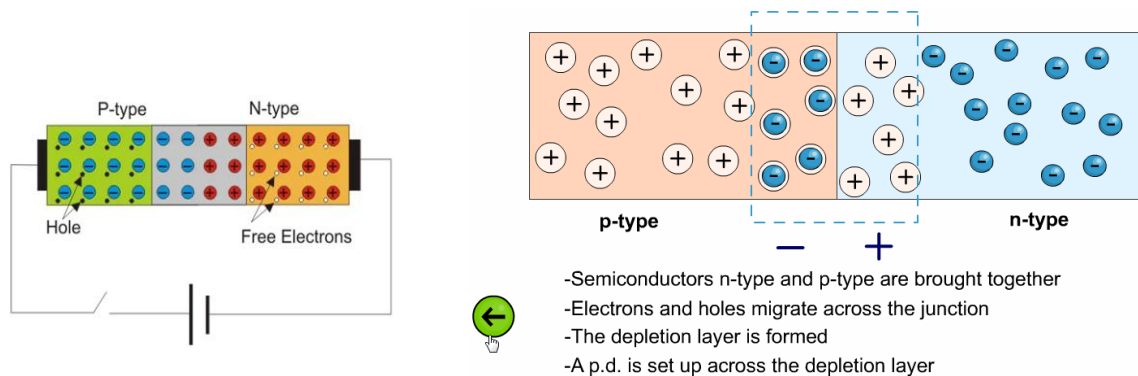 P-type
N-type
Hole
Free Electrons
p-type
n-type
-Semiconductors n-type and p-type are brought together
-Electrons and holes migrate across the junction
-The depletion layer is formed
-A p.d. is set up across the depletion layer